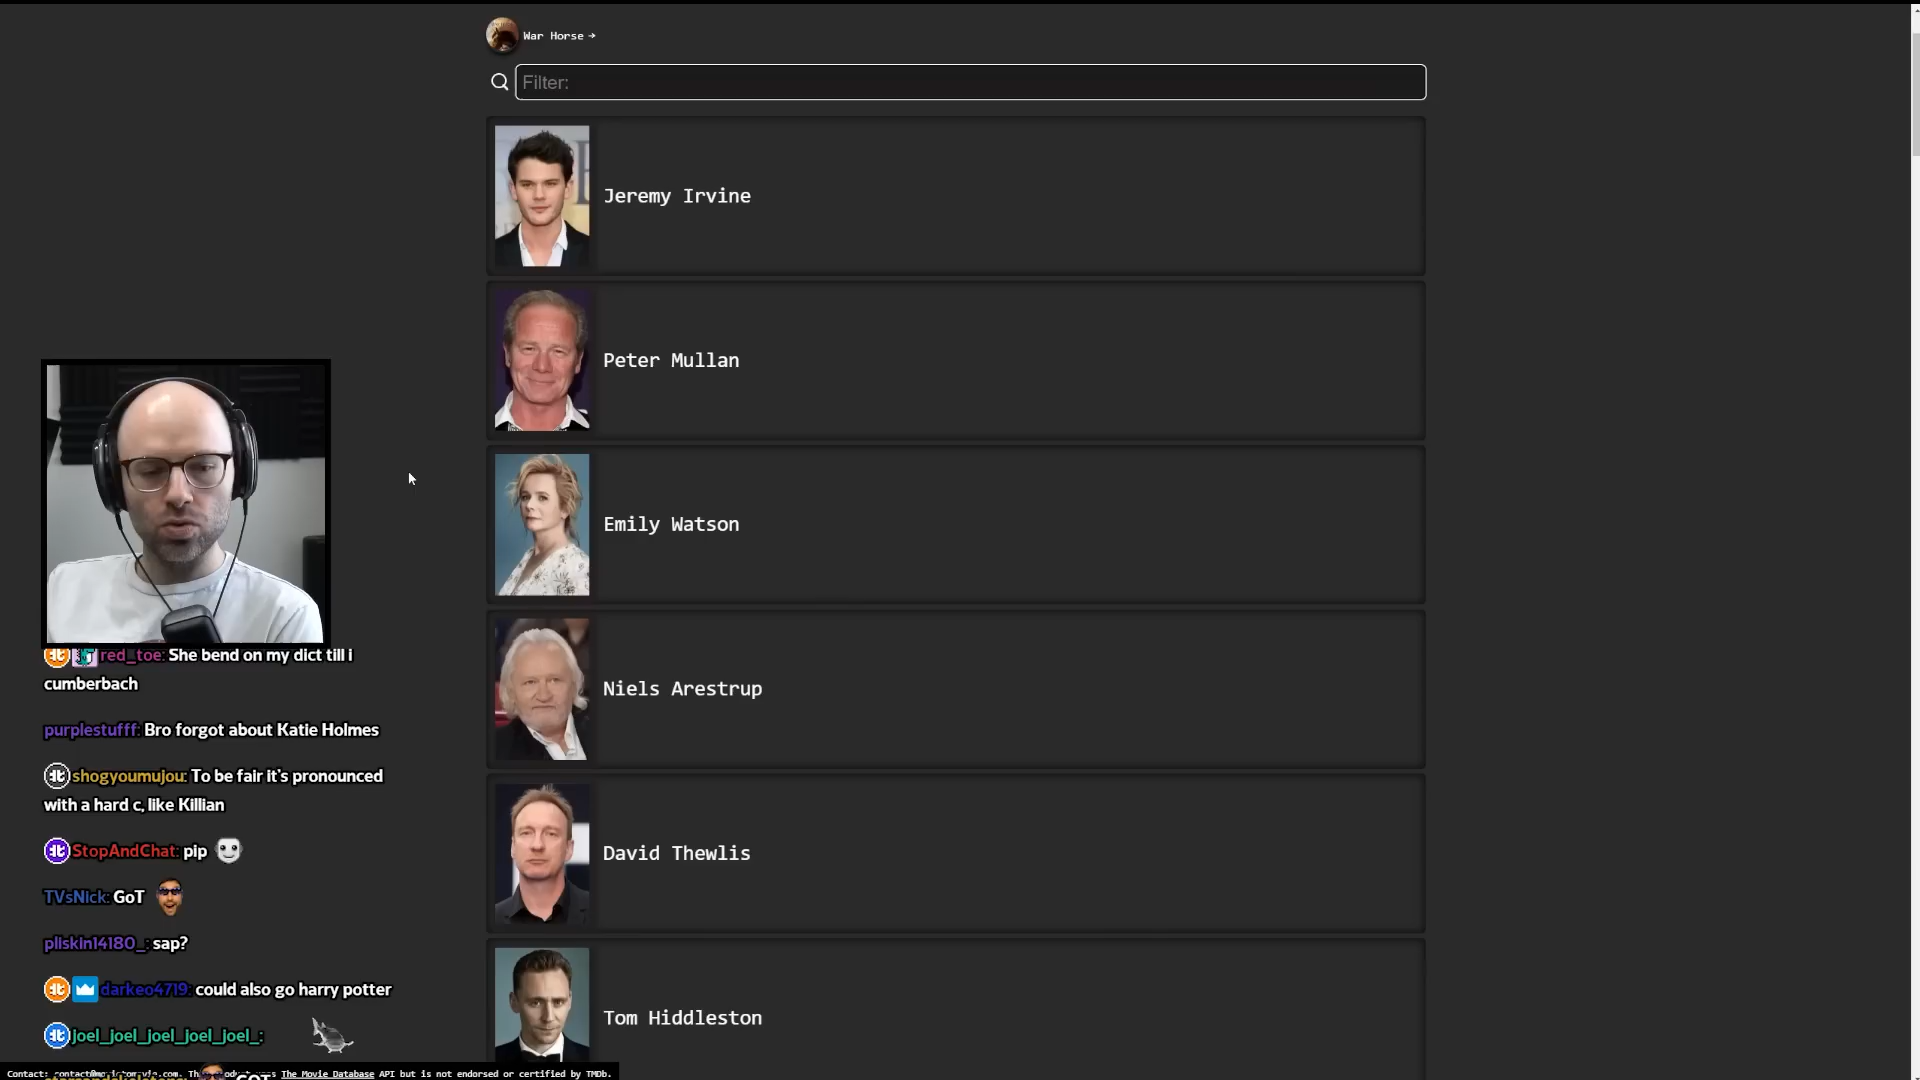 War Horse →
Filter:
Jeremy Irvine
Peter Mullan
Emily Watson
Niels Arestrup
David Thewlis
Tom Hiddleston
red_toe: She bend on my dict till i
cumberbach
purplestufff: Bro forgot about Katie Holmes
shogyoumujou: To be fair it's pronounced
with a hard c, like Killian
StopAndChat: pip
TVsNick: GoT
pliskin14180_: sap?
darkeo4719: could also go harry potter
joel_joel_joel_joel_joel_:
GOT
Contact: The Movie Database API but is not endorsed or certified by TMDb.